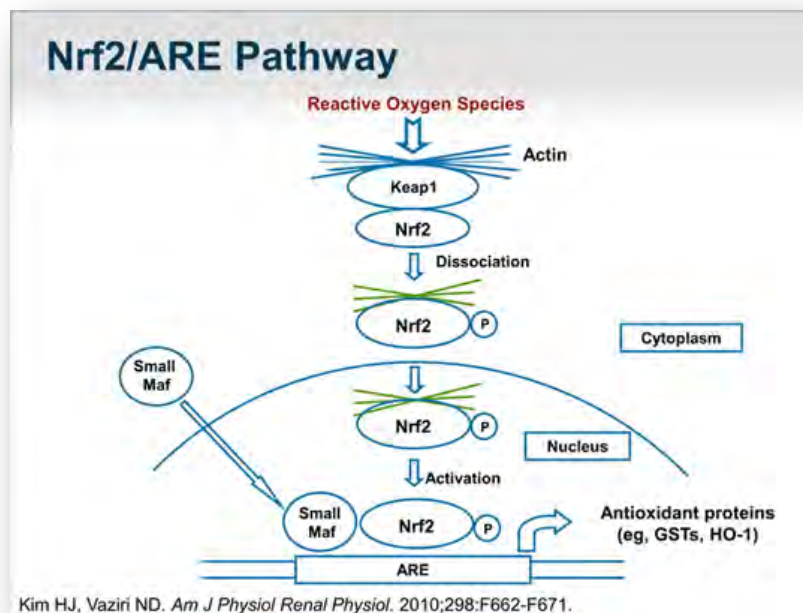 Nrf2/ARE Pathway
Reactive Oxygen Species
Actin
Keap1
Nrf2
Dissociation
Nrf2
P
Cytoplasm
Small
Maf
Nrf2
P
Nucleus
Activation
Small
Maf
Nrf2
P
Antioxidant proteins
(eg, GSTs, HO-1)
ARE
Kim HJ, Vaziri ND. Am J Physiol Renal Physiol. 2010;298:F662-F671.